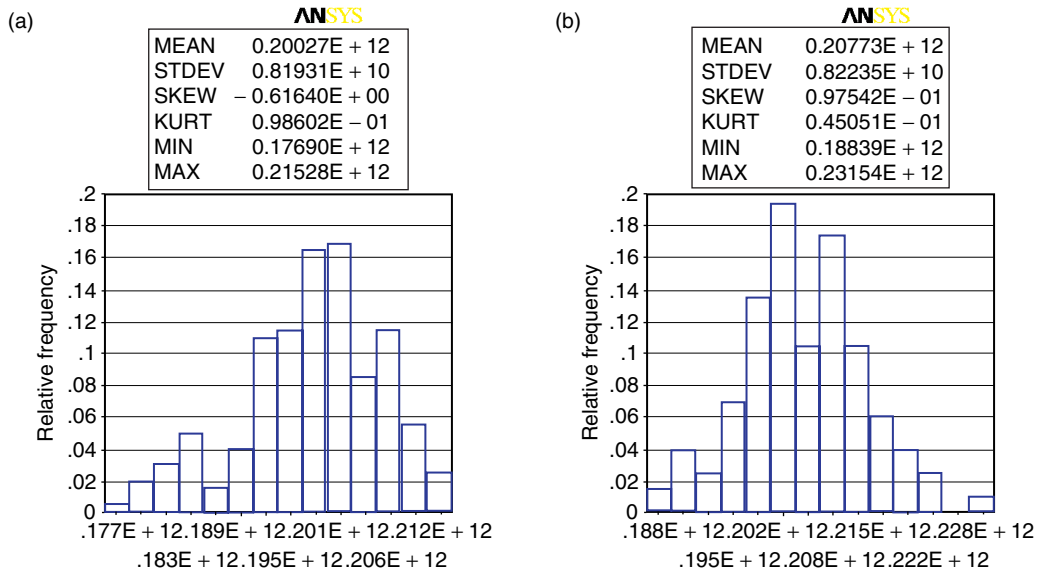 (a)
ANSYS
MEAN 0.20027E + 12
STDEV 0.81931E + 10
SKEW − 0.61640E + 00
KURT 0.98602E − 01
MIN 0.17690E + 12
MAX 0.21528E + 12
Relative frequency
.2
.18
.16
.14
.12
.1
.08
.06
.04
.02
0
.177E + 12.189E + 12.201E + 12.212E + 12
.183E + 12.195E + 12.206E + 12
(b)
ANSYS
MEAN 0.20773E + 12
STDEV 0.82235E + 10
SKEW 0.97542E − 01
KURT 0.45051E − 01
MIN 0.18839E + 12
MAX 0.23154E + 12
Relative frequency
.2
.18
.16
.14
.12
.1
.08
.06
.04
.02
0
.188E + 12.202E + 12.215E + 12.228E + 12
.195E + 12.208E + 12.222E + 12